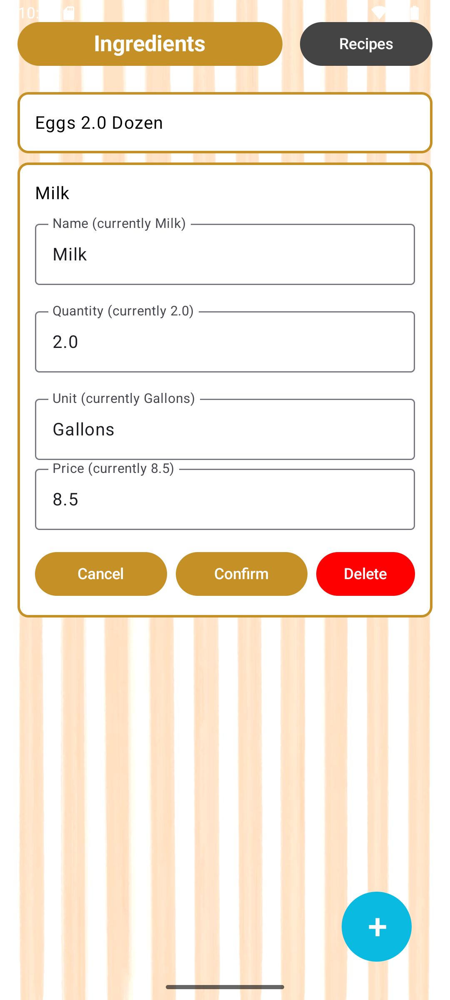 10:
Ingredients
Recipes
Eggs 2.0 Dozen
Milk
Name (currently Milk)
Milk
Quantity (currently 2.0)
2.0
Unit (currently Gallons)
Gallons
Price (currently 8.5)
8.5
Cancel
Confirm
Delete
+